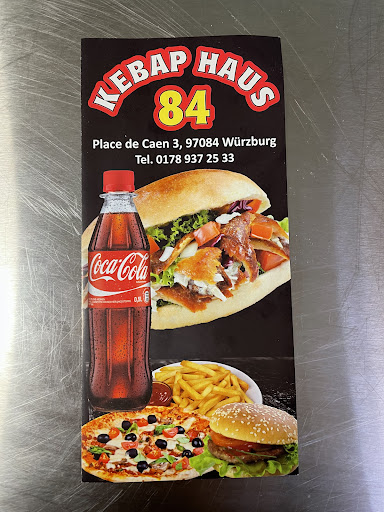 KEBAP HAUS
84
Place de Caen 3, 97084 Würzburg
Tel. 0178 937 25 33
Coca-Cola